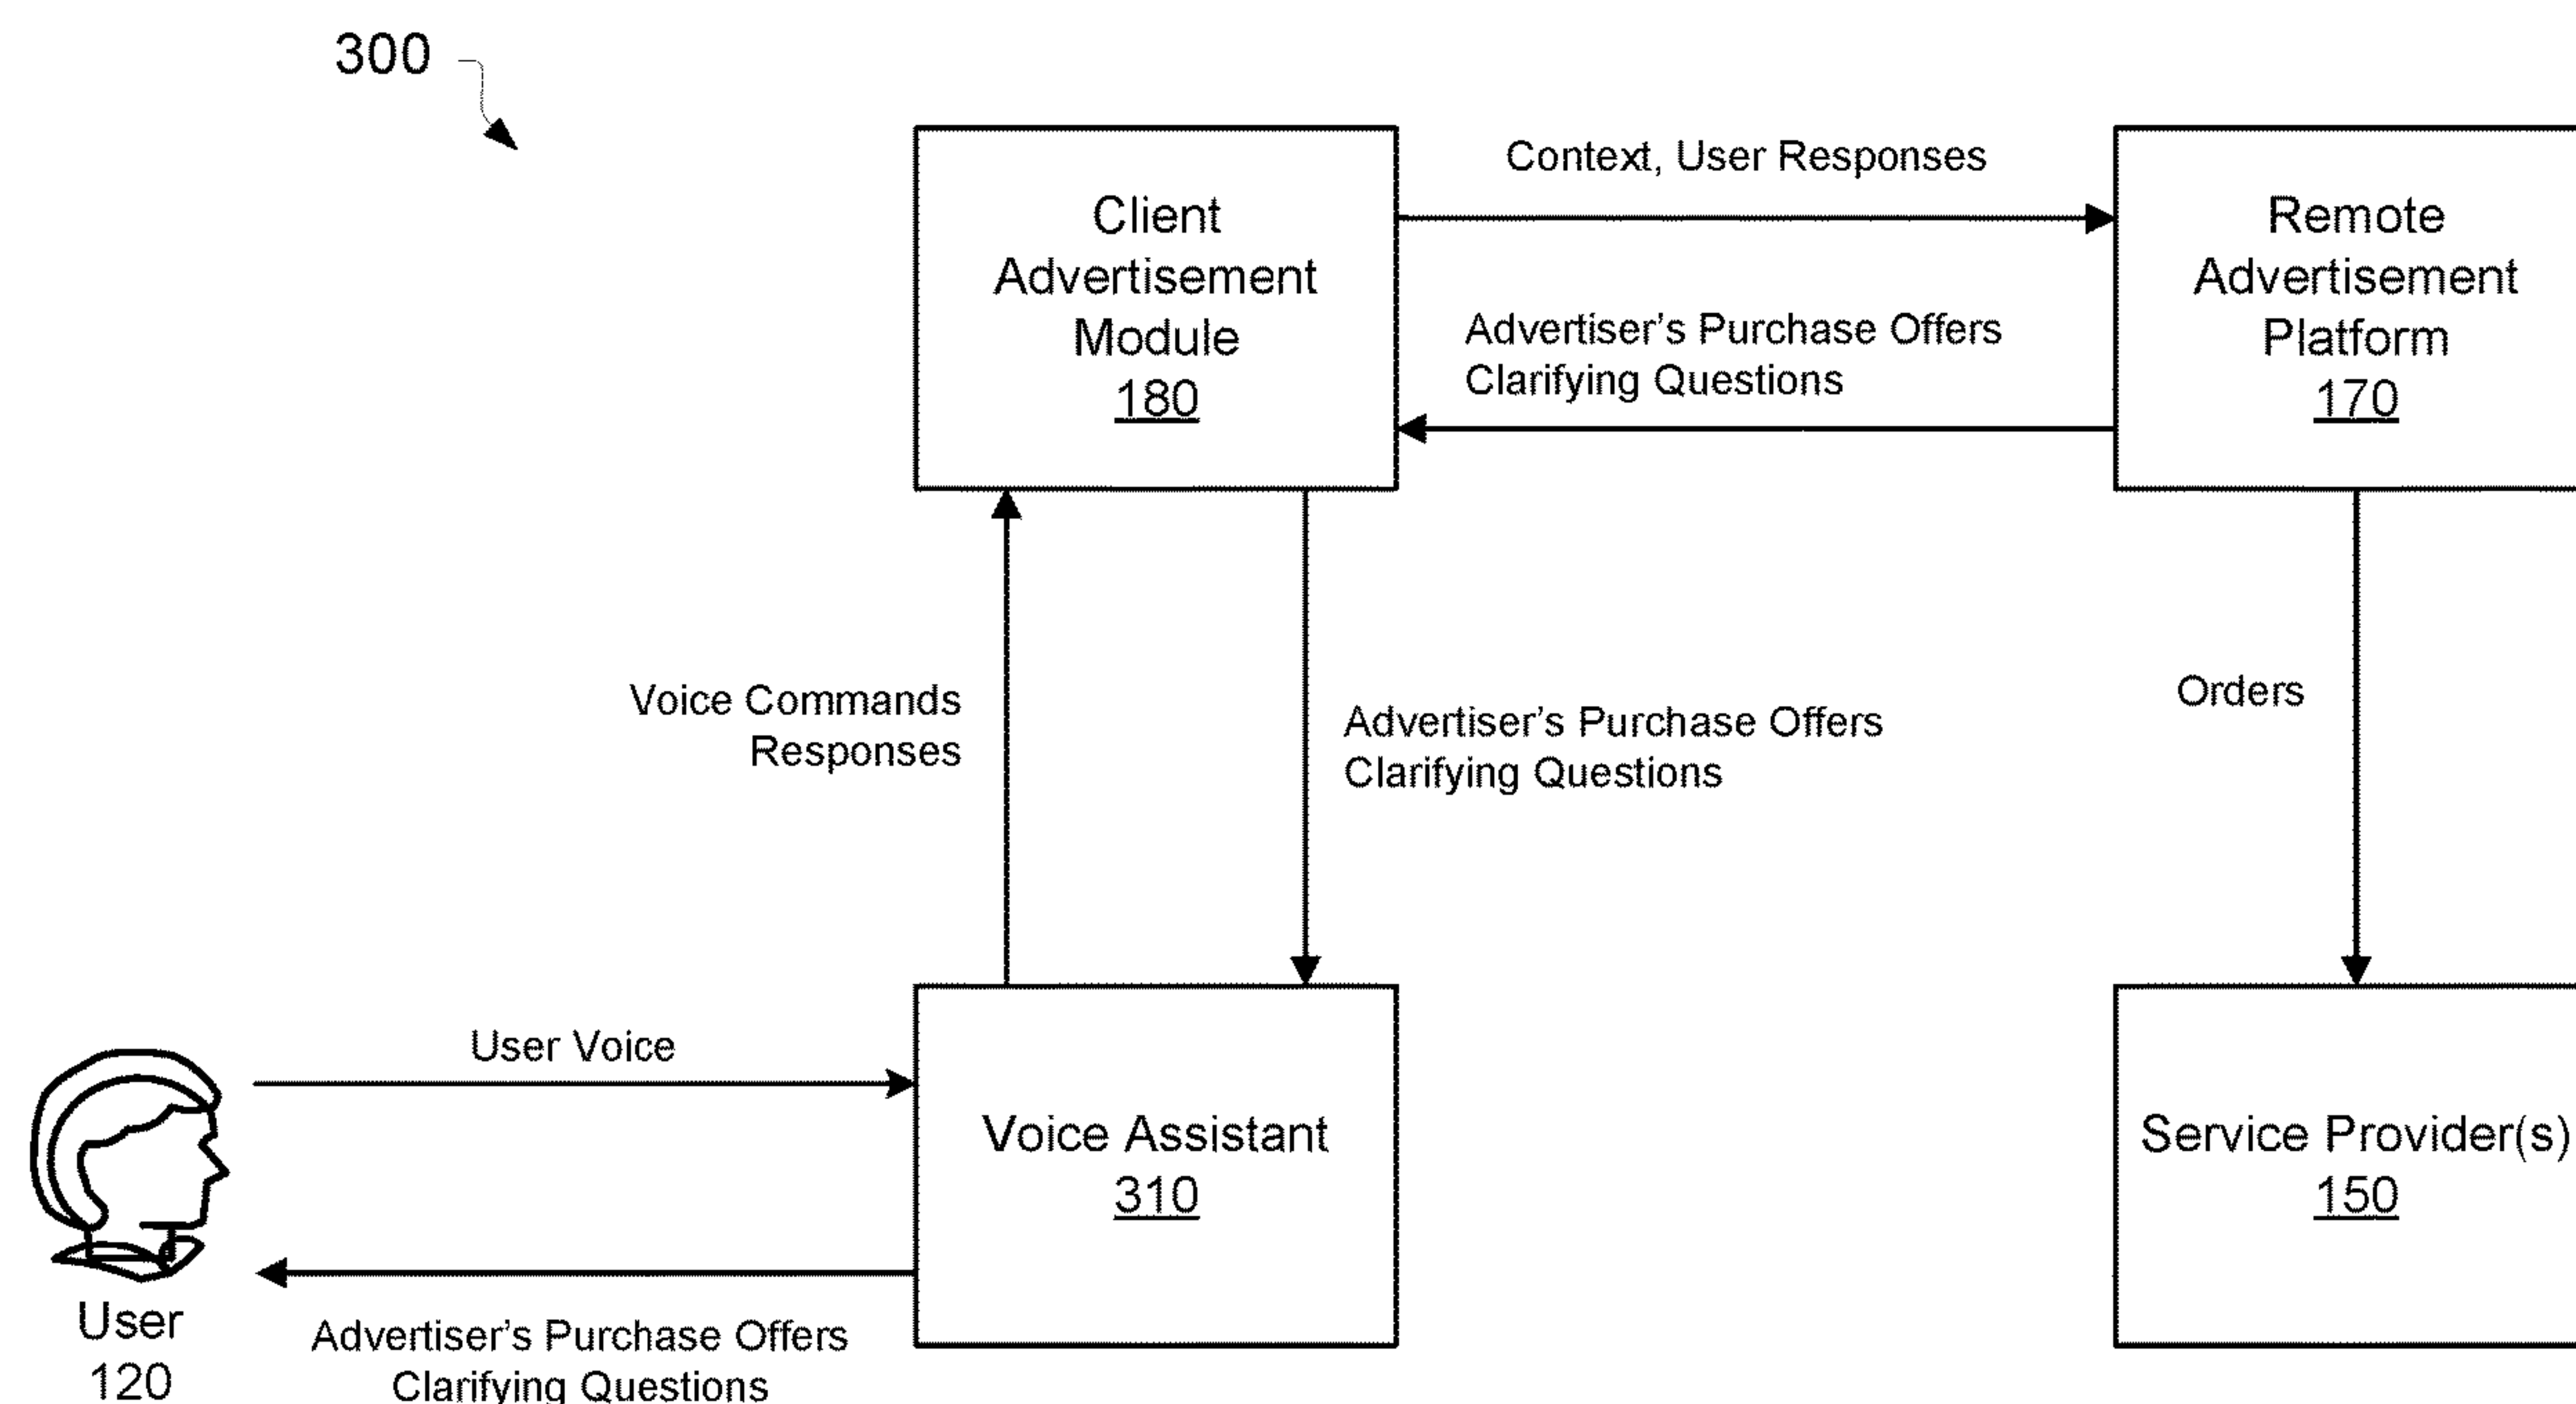 300
Client
Advertisement
Module
180
Context, User Responses
Advertiser's Purchase Offers
Clarifying Questions
Remote
Advertisement
Platform
170
Voice Commands
Responses
Advertiser's Purchase Offers
Clarifying Questions
Orders
User Voice
Voice Assistant
310
Service Provider(s)
150
User
120
Advertiser's Purchase Offers
Clarifying Questions